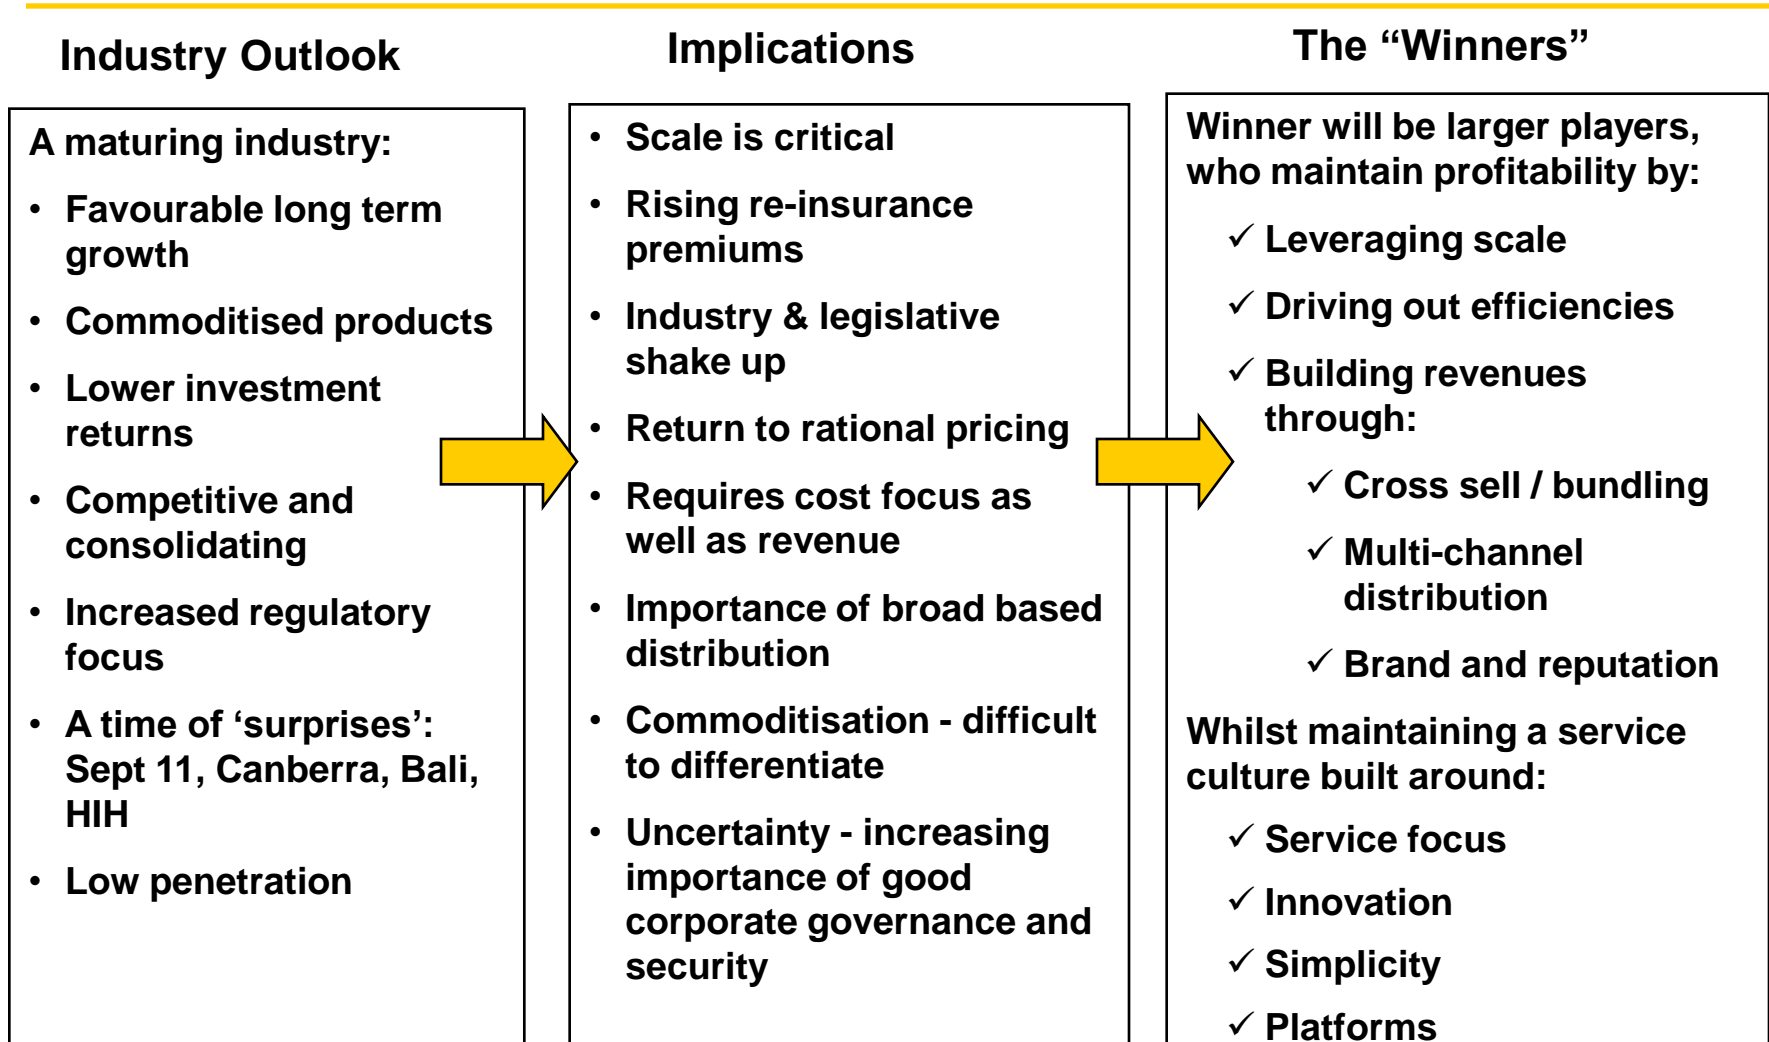 Industry Outlook
A maturing industry:
• Favourable long term
growth
• Commoditised products
• Lower investment
returns
• Competitive and
consolidating
• Increased regulatory
focus
• A time of ‘surprises’:
Sept 11, Canberra, Bali,
HIH
• Low penetration
Implications
• Scale is critical
• Rising re-insurance
premiums
• Industry & legislative
shake up
• Return to rational pricing
• Requires cost focus as
well as revenue
• Importance of broad based
distribution
• Commoditisation - difficult
to differentiate
• Uncertainty - increasing
importance of good
corporate governance and
security
The “Winners”
Winner will be larger players,
who maintain profitability by:
✓ Leveraging scale
✓ Driving out efficiencies
✓ Building revenues
through:
✓ Cross sell / bundling
✓ Multi-channel
distribution
✓ Brand and reputation
Whilst maintaining a service
culture built around:
✓ Service focus
✓ Innovation
✓ Simplicity
✓ Platforms